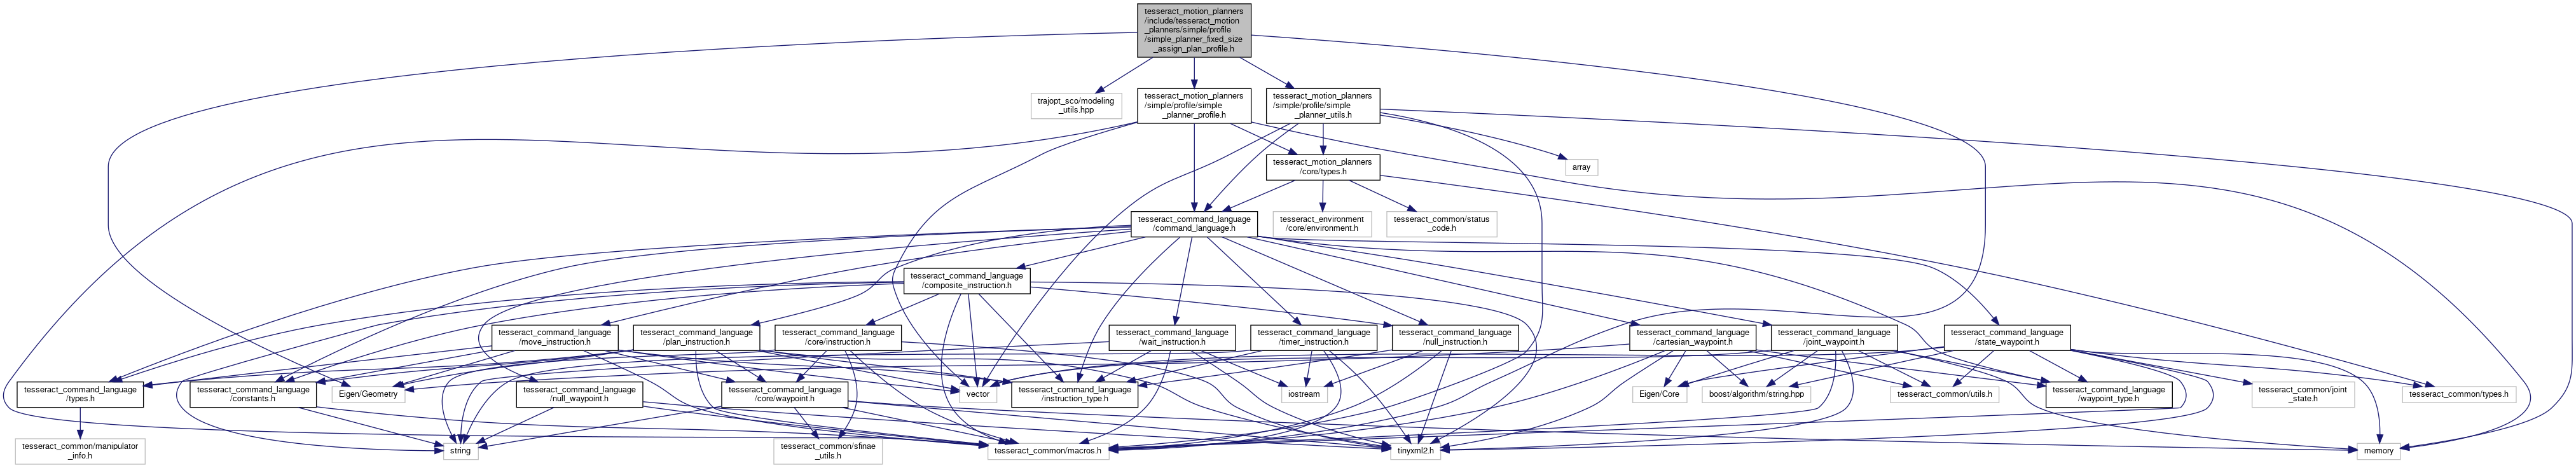 tesseract_motion_planners
/include/tesseract_motion
_planners/simple/profile
/simple_planner_fixed_size
_assign_plan_profile.h
trajopt_sco/modeling
_utils.hpp
tesseract_motion_planners
/simple/profile/simple
_planner_profile.h
tesseract_motion_planners
/simple/profile/simple
_planner_utils.h
tesseract_motion_planners
/core/types.h
array
tesseract_command_language
/command_language.h
tesseract_environment
/core/environment.h
tesseract_common/status
_code.h
tesseract_command_language
/composite_instruction.h
tesseract_command_language
/move_instruction.h
tesseract_command_language
/plan_instruction.h
tesseract_command_language
/core/instruction.h
tesseract_command_language
/wait_instruction.h
tesseract_command_language
/timer_instruction.h
tesseract_command_language
/null_instruction.h
tesseract_command_language
/cartesian_waypoint.h
tesseract_command_language
/joint_waypoint.h
tesseract_command_language
/state_waypoint.h
tesseract_command_language
/types.h
tesseract_command_language
/constants.h
Eigen/Geometry
tesseract_command_language
/null_waypoint.h
tesseract_command_language
/core/waypoint.h
vector
tesseract_command_language
/instruction_type.h
iostream
Eigen/Core
boost/algorithm/string.hpp
tesseract_common/utils.h
tesseract_command_language
/waypoint_type.h
tesseract_common/joint
_state.h
tesseract_common/types.h
tesseract_common/manipulator
_info.h
string
tesseract_common/sfinae
_utils.h
tesseract_common/macros.h
tinyxml2.h
memory